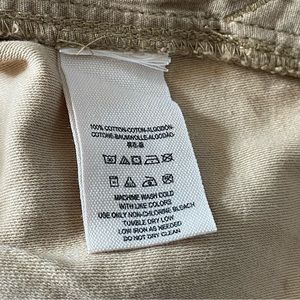 100% COTTON-COTON-ALGODON-
COTONE-BAUMWOLLE-ALGODÃO-
MACHINE WASH COLD
WITH LIKE COLORS
USE ONLY NON-CHLORINE BLEACH
TUMBLE DRY LOW
LOW IRON AS NEEDED
DO NOT DRY CLEAN